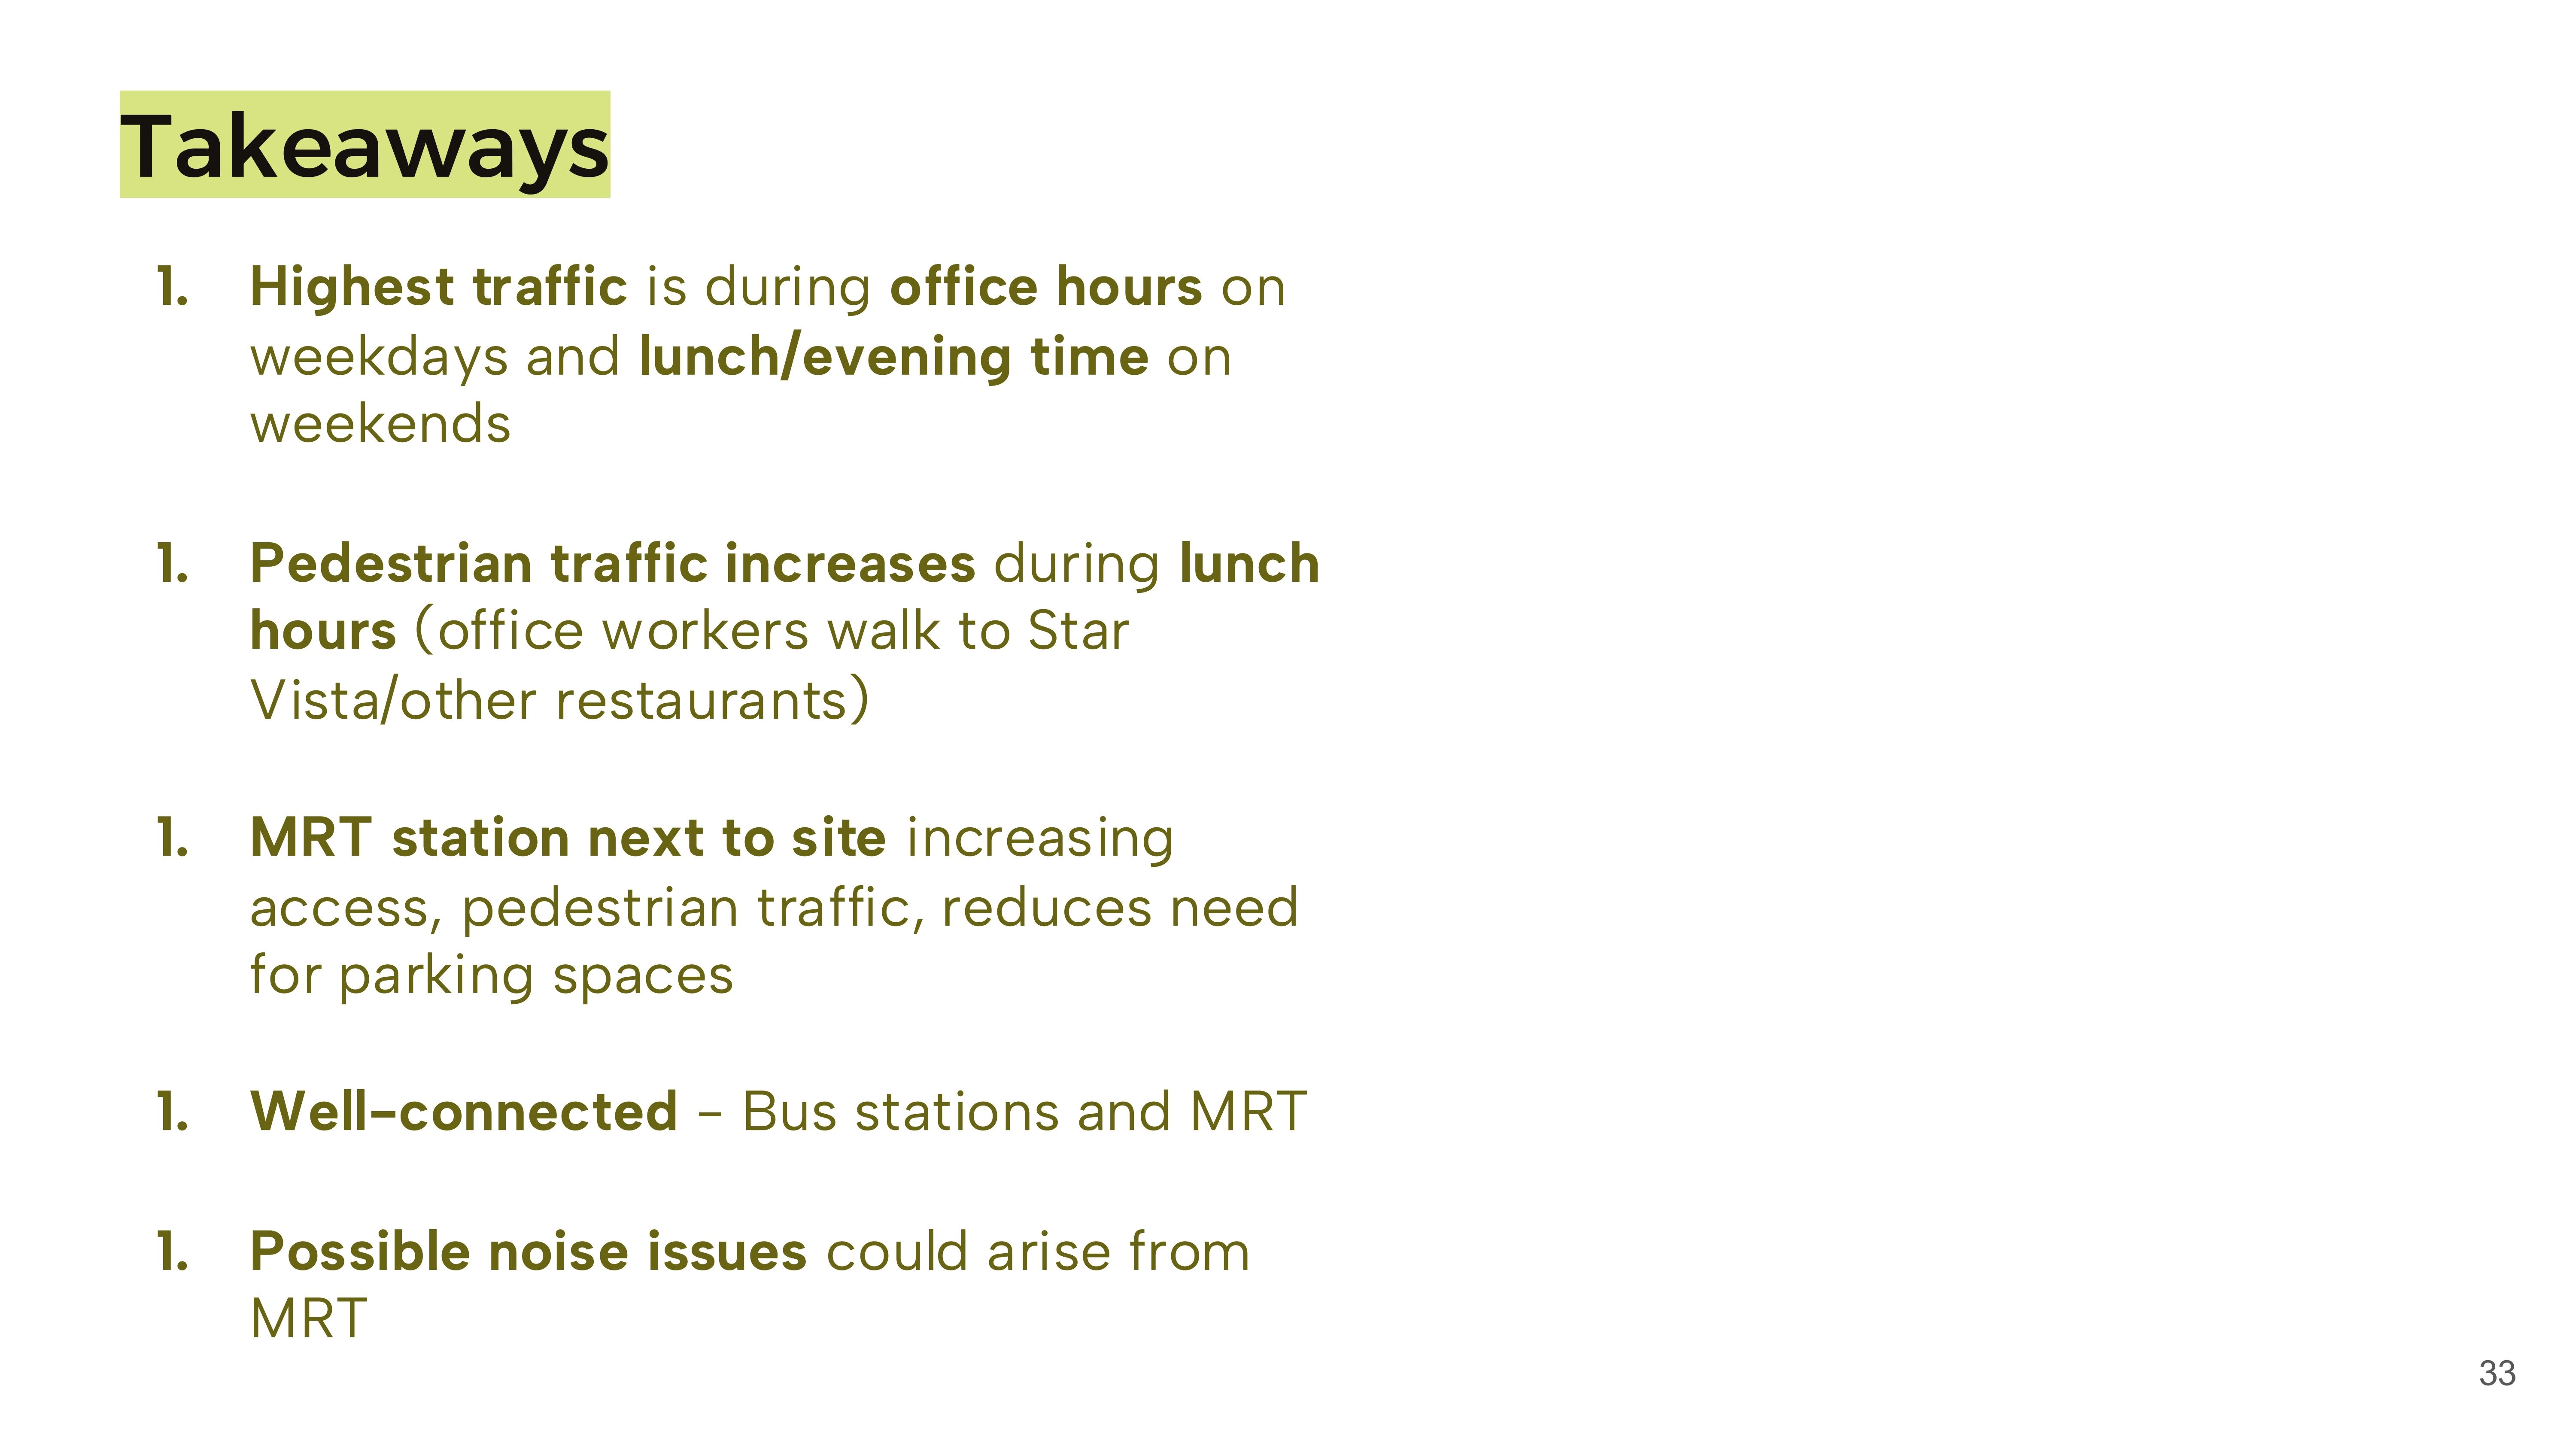 Takeaways
1. Highest traffic is during office hours on
weekdays and lunch/evening time on
weekends
1. Pedestrian traffic increases during lunch
hours (office workers walk to Star
Vista/other restaurants)
1. MRT station next to site increasing
access, pedestrian traffic, reduces need
for parking spaces
1. Well-connected - Bus stations and MRT
1. Possible noise issues could arise from
MRT
33